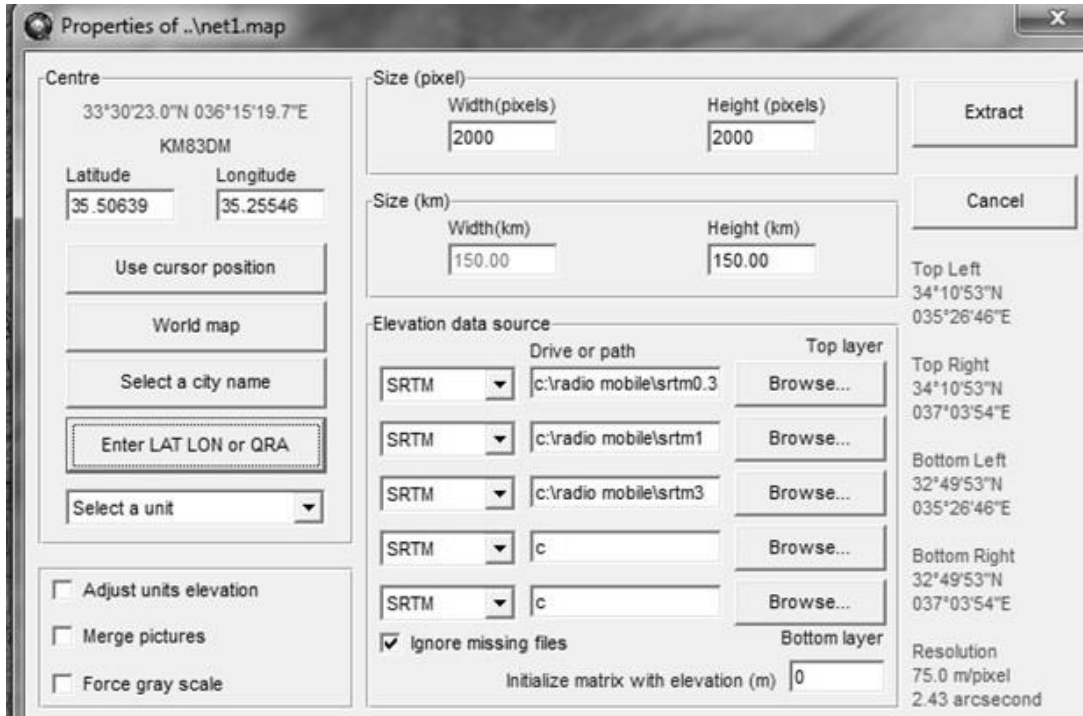 Properties of ..\net1.map
Centre
33°30'23.0"N 036°15'19.7"E
KM83DM
Latitude Longitude
35.50639 35.25546
Use cursor position
World map
Select a city name
Enter LAT LON or QRA
Select a unit
Adjust units elevation
Merge pictures
Force gray scale
Size (pixel)
Width(pixels) Height (pixels)
2000 2000
Size (km)
Width(km) Height (km)
150.00 150.00
Elevation data source
Drive or path Top layer
SRTM c:\radio mobile\srtm0.3 Browse...
SRTM c:\radio mobile\srtm1 Browse...
SRTM c:\radio mobile\srtm3 Browse...
SRTM c Browse...
SRTM c Browse...
Ignore missing files Bottom layer
Initialize matrix with elevation (m) 0
Extract
Cancel
Top Left
34°10'53"N
035°26'46"E
Top Right
34°10'53"N
037°03'54"E
Bottom Left
32°49'53"N
035°26'46"E
Bottom Right
32°49'53"N
037°03'54"E
Resolution
75.0 m/pixel
2.43 arcsecond